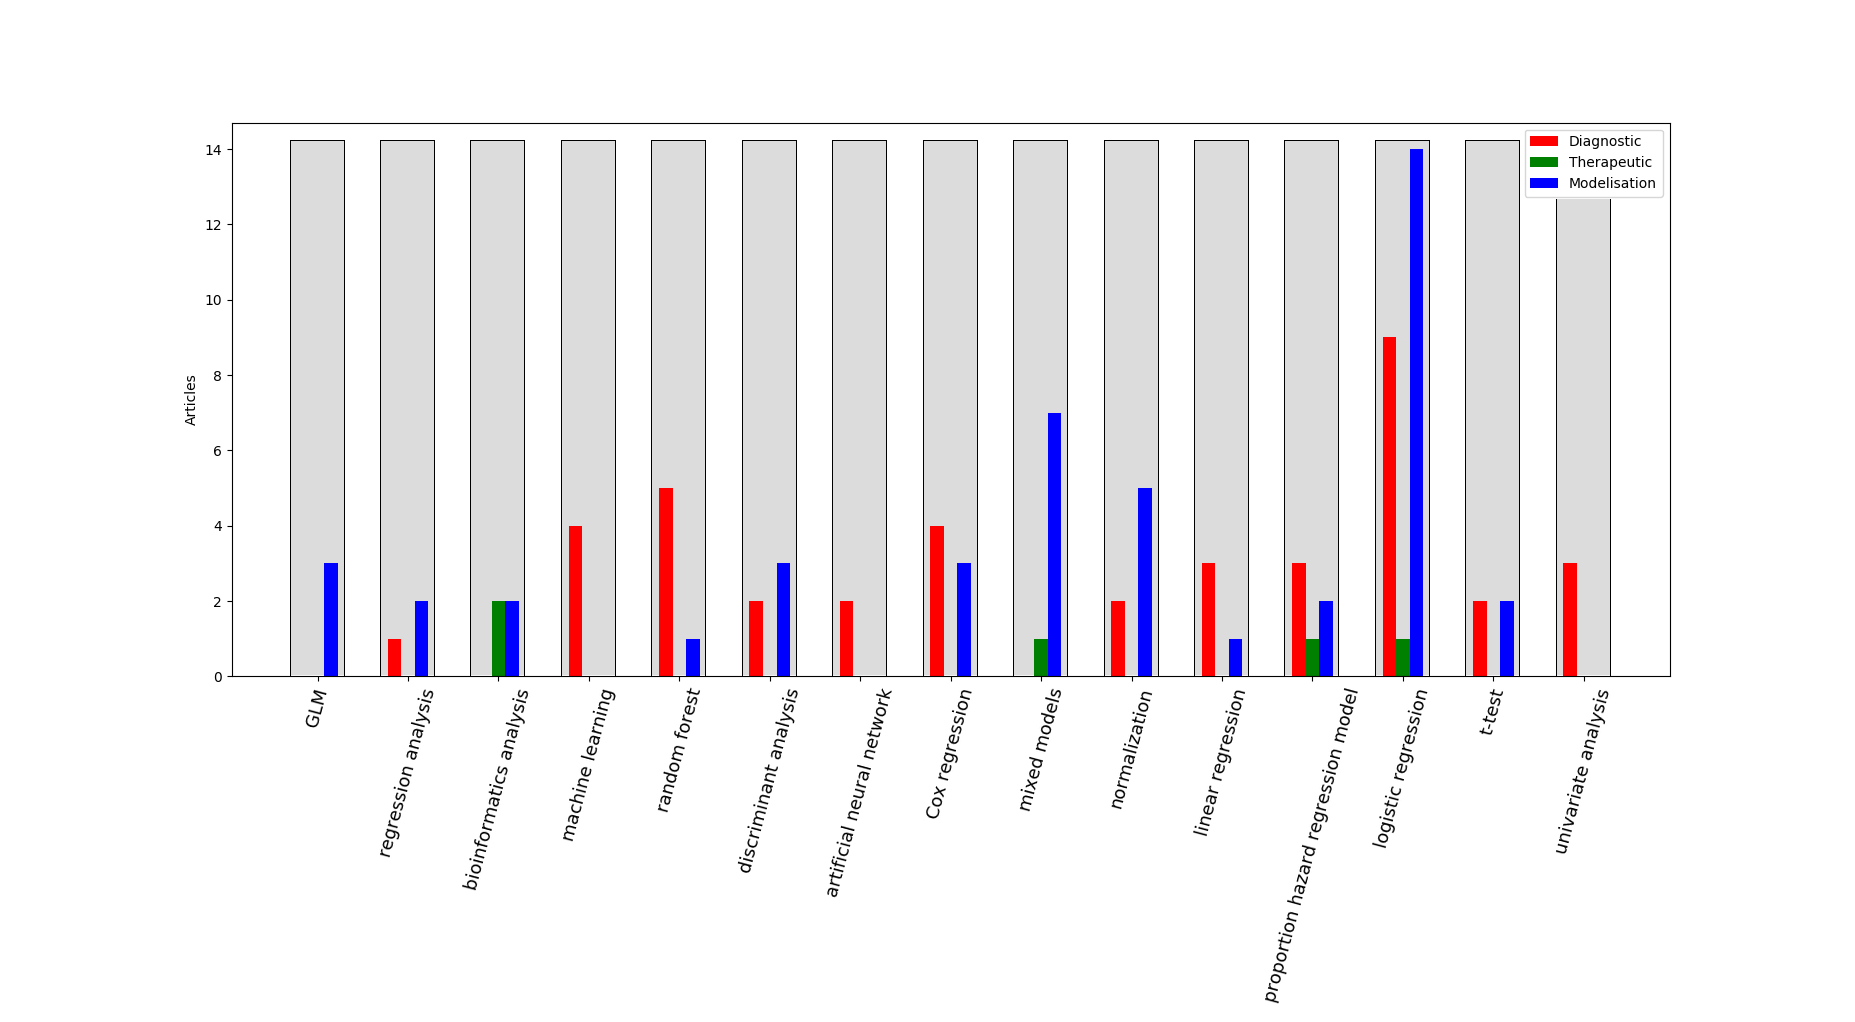 Diagnostic
Therapeutic
Modelisation
14
12
10
8
6
4
2
0
Articles
GLM
regression analysis
bioinformatics analysis
machine learning
random forest
discriminant analysis
artificial neural network
Cox regression
mixed models
normalization
linear regression
proportion hazard regression model
logistic regression
t-test
univariate analysis